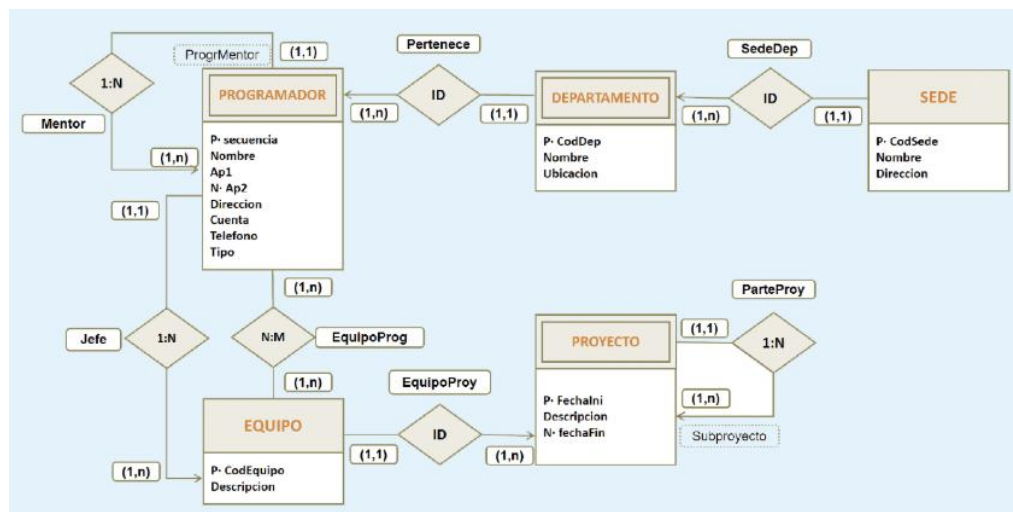 Pertenece
SedeDep
ProgrMentor
(1,1)
1:N
Mentor
(1,n)
PROGRAMADOR
P· secuencia
Nombre
Ap1
N· Ap2
Direccion
Cuenta
Telefono
Tipo
(1,n)
ID
(1,1)
DEPARTAMENTO
P· CodDep
Nombre
Ubicacion
(1,n)
ID
(1,1)
SEDE
P· CodSede
Nombre
Direccion
(1,1)
Jefe
1:N
(1,n)
(1,n)
N:M
EquipoProg
(1,n)
EQUIPO
P· CodEquipo
Descripcion
EquipoProy
(1,1)
ID
(1,n)
PROYECTO
P· FechaIni
Descripcion
N· fechaFin
ParteProy
(1,1)
1:N
(1,n)
Subproyecto